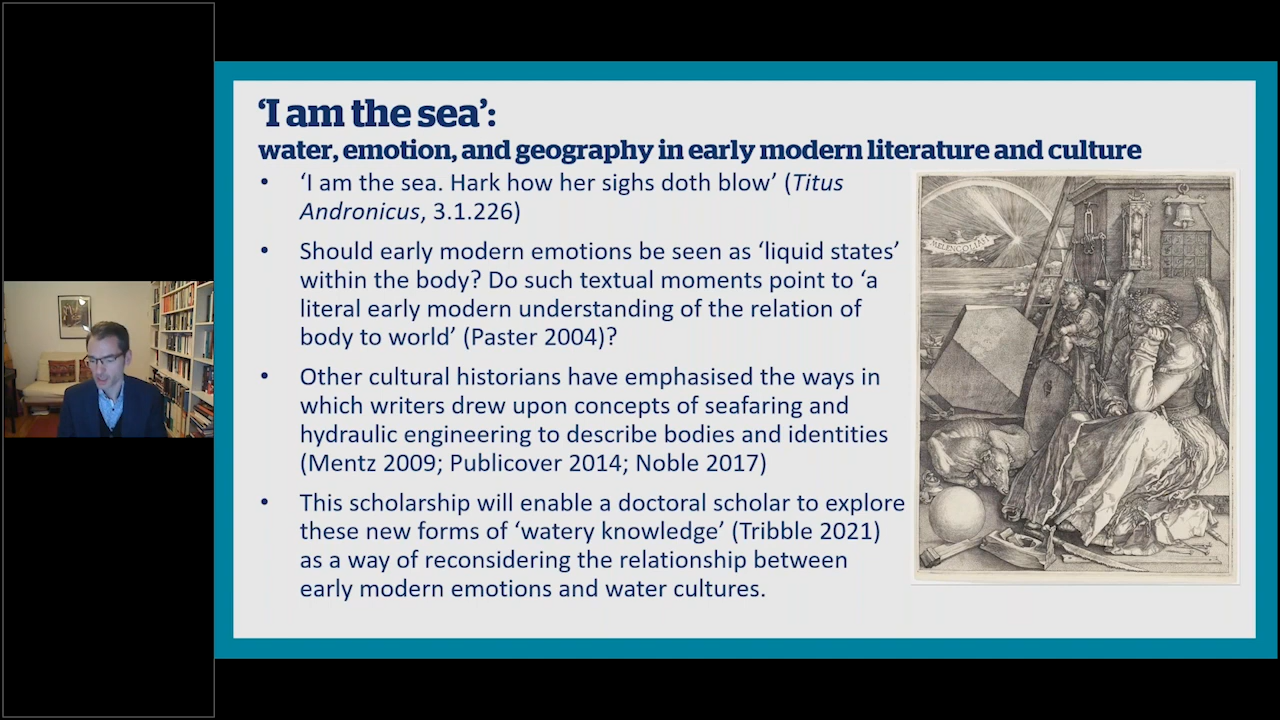 ‘I am the sea’:
water, emotion, and geography in early modern literature and culture
• ‘I am the sea. Hark how her sighs doth blow’ (Titus
Andronicus, 3.1.226)
• Should early modern emotions be seen as ‘liquid states’
within the body? Do such textual moments point to ‘a
literal early modern understanding of the relation of
body to world’ (Paster 2004)?
• Other cultural historians have emphasised the ways in
which writers drew upon concepts of seafaring and
hydraulic engineering to describe bodies and identities
(Mentz 2009; Publicover 2014; Noble 2017)
• This scholarship will enable a doctoral scholar to explore
these new forms of ‘watery knowledge’ (Tribble 2021)
as a way of reconsidering the relationship between
early modern emotions and water cultures.
MELENCOLIA